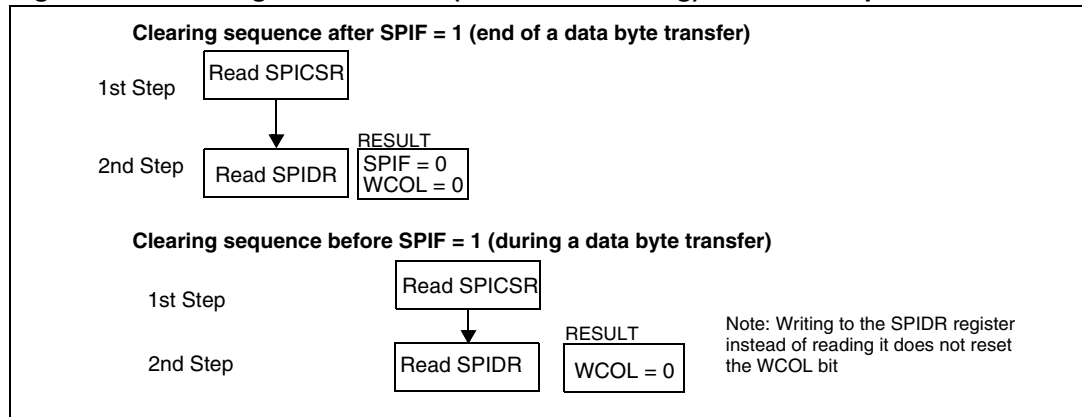 Clearing sequence after SPIF = 1 (end of a data byte transfer)
1st Step
Read SPICSR
2nd Step
Read SPIDR
RESULT
SPIF = 0
WCOL = 0
Clearing sequence before SPIF = 1 (during a data byte transfer)
1st Step
Read SPICSR
2nd Step
Read SPIDR
RESULT
WCOL = 0
Note: Writing to the SPIDR register
instead of reading it does not reset
the WCOL bit